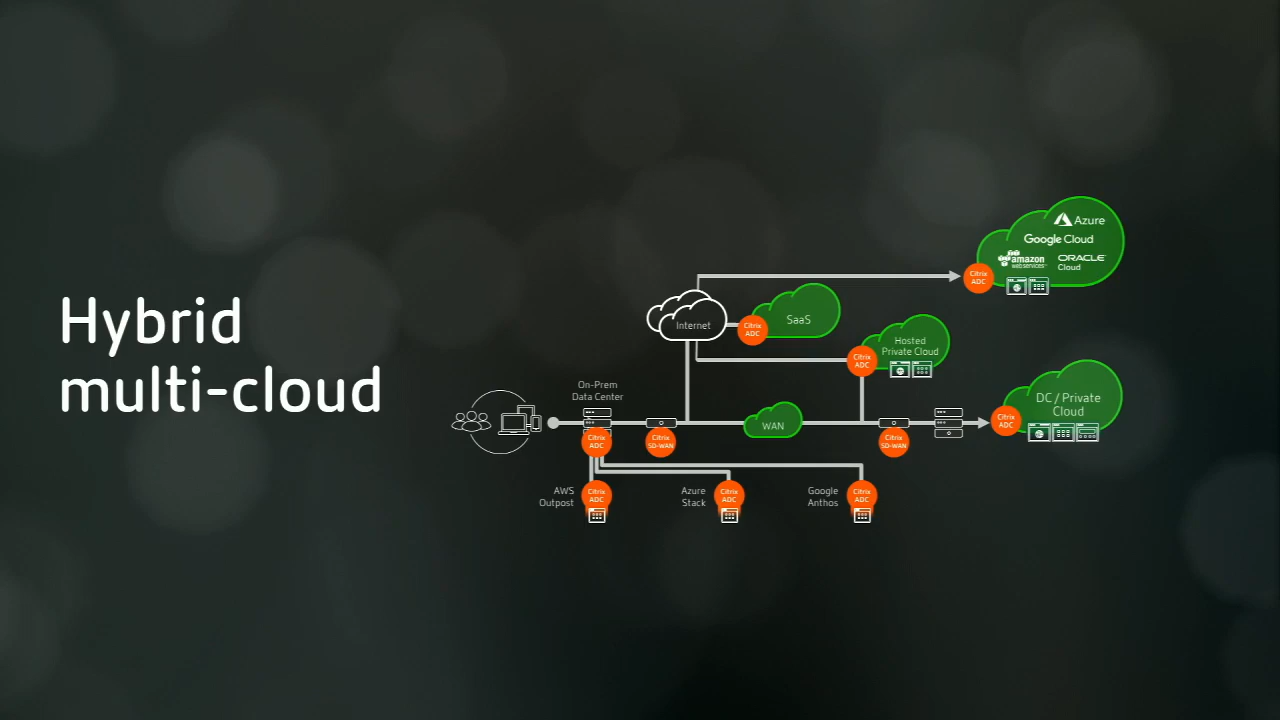 Hybrid
multi-cloud
Azure
Google Cloud
amazon
web services™
ORACLE®
Cloud
Citrix
ADC
Internet
Citrix
ADC
SaaS
Hosted
Private Cloud
Citrix
ADC
On-Prem
Data Center
Citrix
ADC
Citrix
SD-WAN
WAN
Citrix
SD-WAN
Citrix
ADC
DC / Private
Cloud
AWS
Outpost
Citrix
ADC
Azure
Stack
Citrix
ADC
Google
Anthos
Citrix
ADC